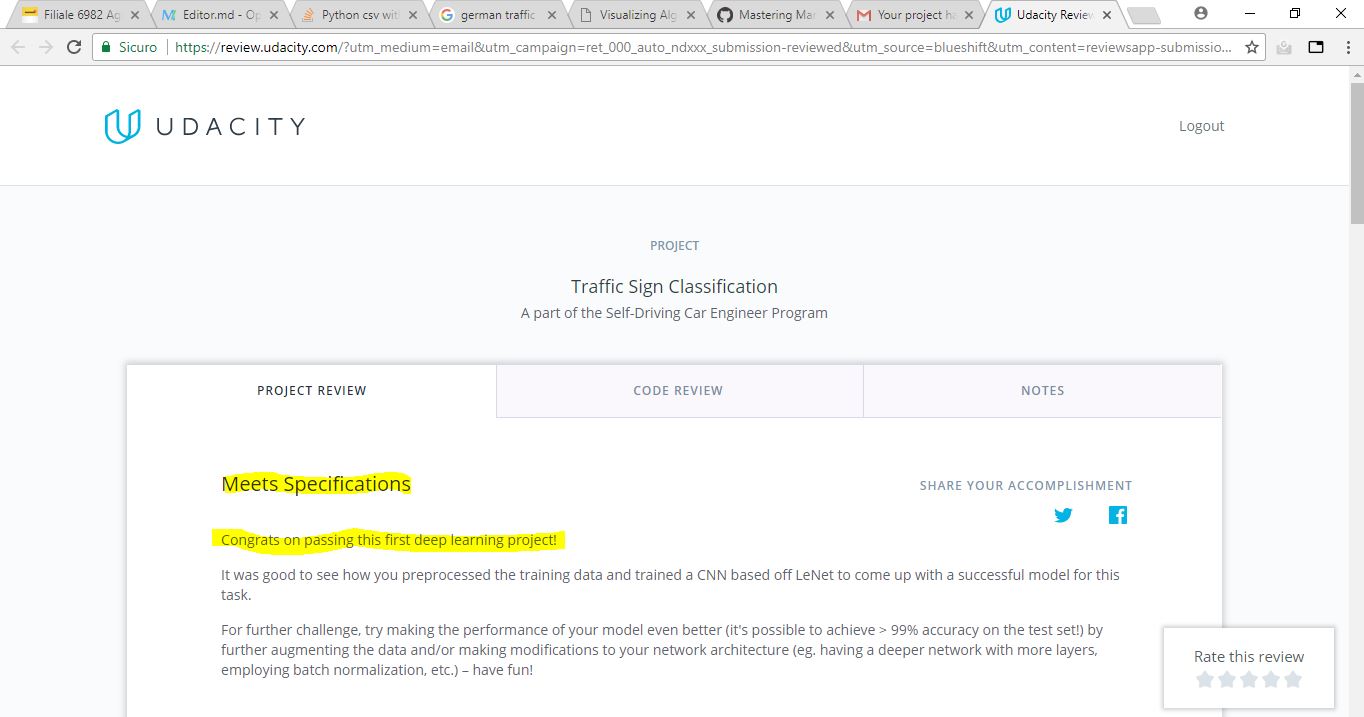 Filiale 6982 Ag
Editor.md - Op
Python csv with
german traffic
Visualizing Alg
Mastering Mar
Your project ha
Udacity Review
Sicuro
https://review.udacity.com/?utm_medium=email&utm_campaign=ret_000_auto_ndxxx_submission-reviewed&utm_source=blueshift&utm_content=reviewsapp-submissio...
UDACITY
Logout
PROJECT
Traffic Sign Classification
A part of the Self-Driving Car Engineer Program
PROJECT REVIEW
CODE REVIEW
NOTES
Meets Specifications
SHARE YOUR ACCOMPLISHMENT
Congrats on passing this first deep learning project!
It was good to see how you preprocessed the training data and trained a CNN based off LeNet to come up with a successful model for this
task.
For further challenge, try making the performance of your model even better (it's possible to achieve > 99% accuracy on the test set!) by
further augmenting the data and/or making modifications to your network architecture (eg. having a deeper network with more layers,
employing batch normalization, etc.) – have fun!
Rate this review